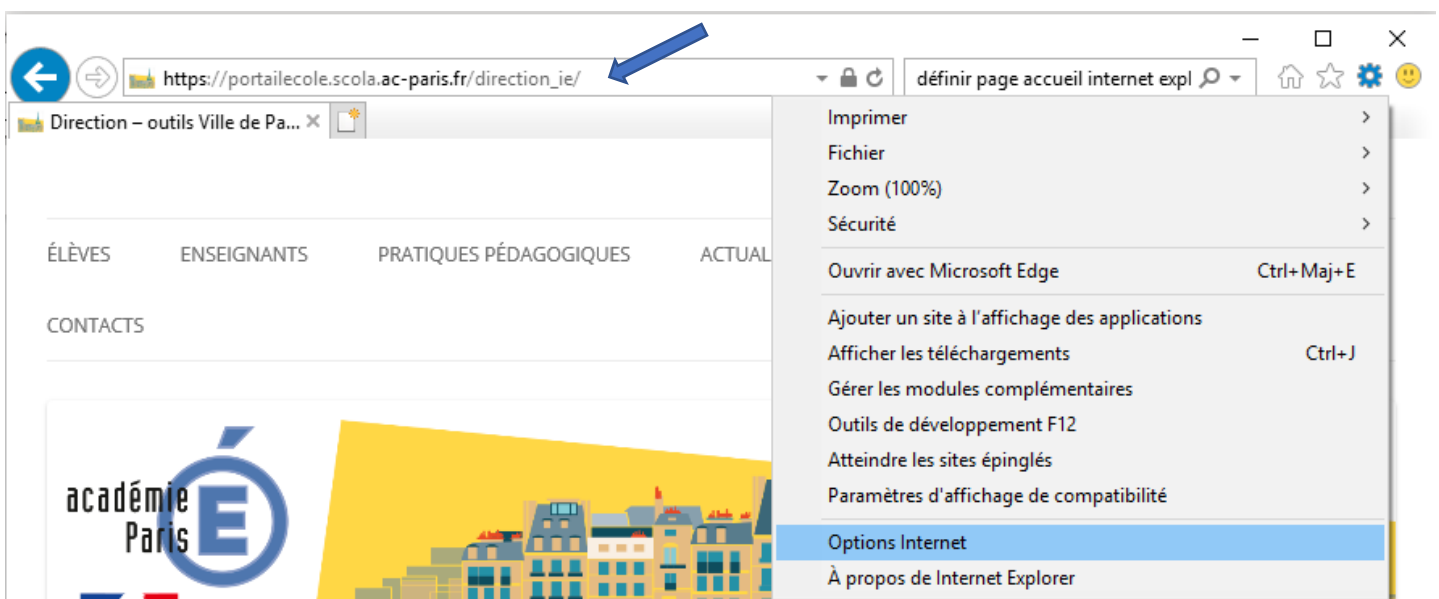 https://portailecole.scola.ac-paris.fr/direction_ie/
définir page accueil internet expl
Direction – outils Ville de Pa...
Imprimer
Fichier
Zoom (100%)
Sécurité
Ouvrir avec Microsoft Edge Ctrl+Maj+E
Ajouter un site à l'affichage des applications
Afficher les téléchargements Ctrl+J
Gérer les modules complémentaires
Outils de développement F12
Atteindre les sites épinglés
Paramètres d'affichage de compatibilité
Options Internet
À propos de Internet Explorer
ÉLÈVES ENSEIGNANTS PRATIQUES PÉDAGOGIQUES ACTUAL
CONTACTS
académie
Paris
É